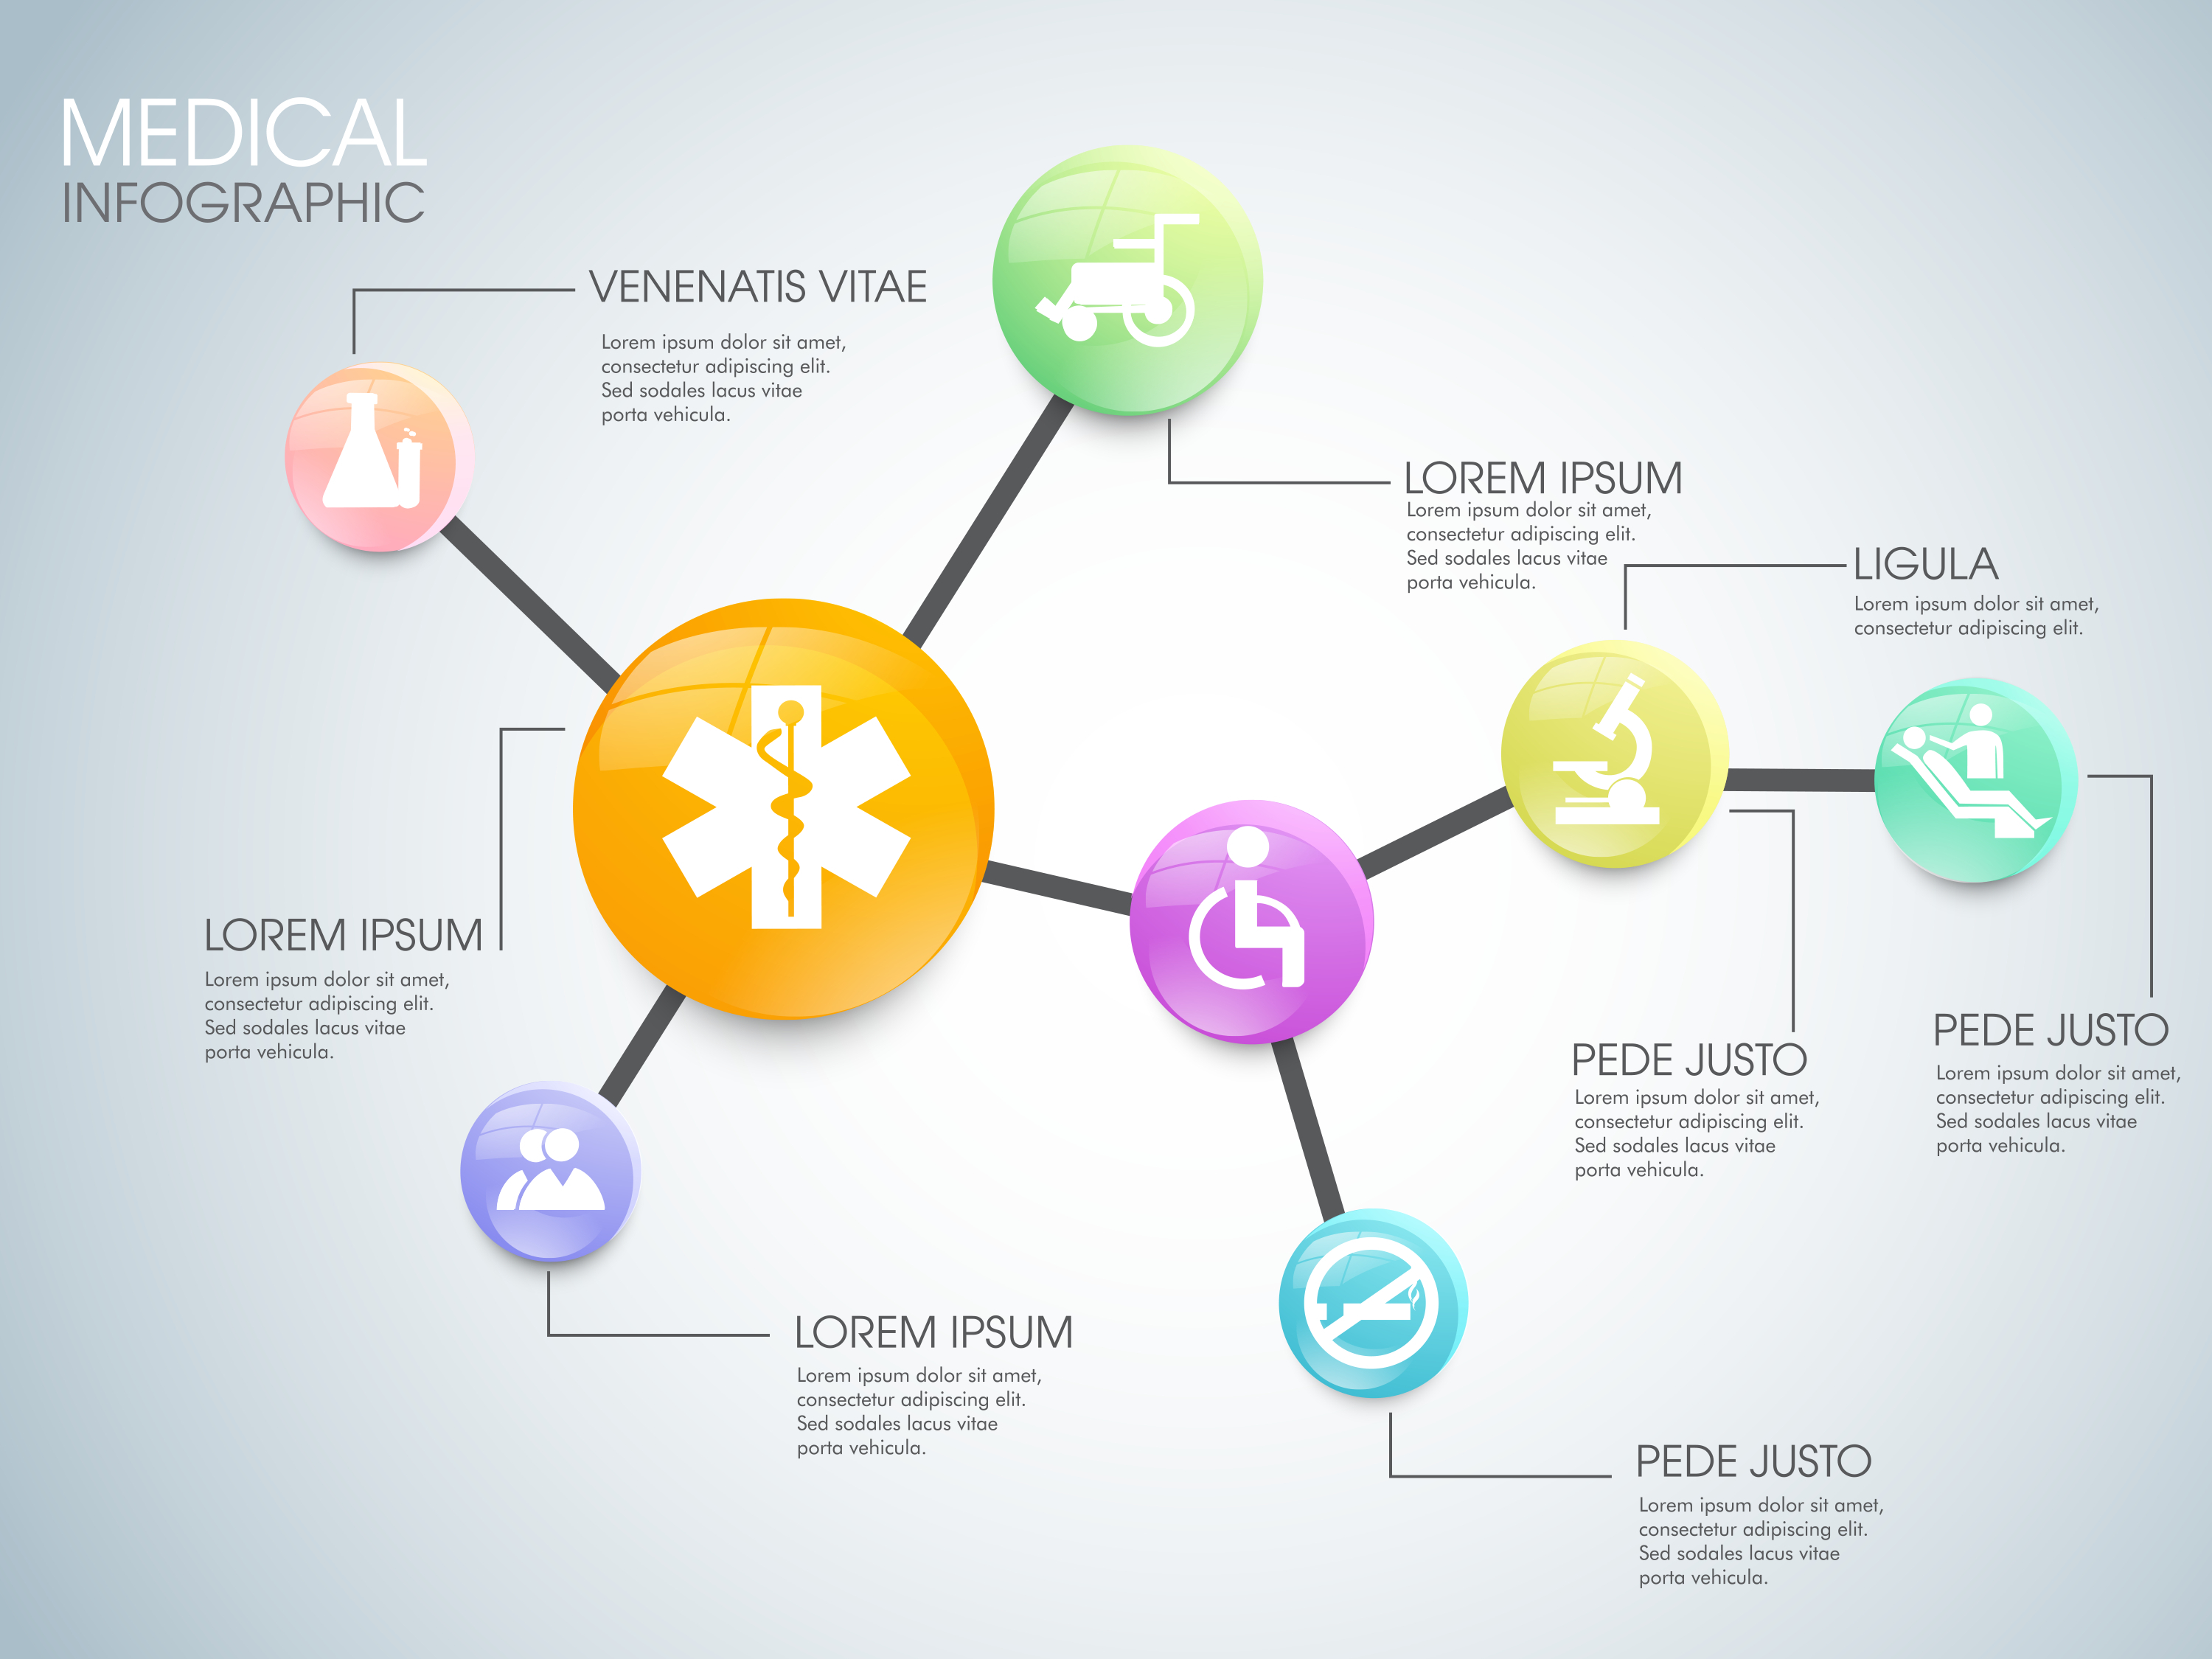 MEDICAL
INFOGRAPHIC
VENENATIS VITAE
Lorem ipsum dolor sit amet,
consectetur adipiscing elit.
Sed sodales lacus vitae
porta vehicula.
LOREM IPSUM
Lorem ipsum dolor sit amet,
consectetur adipiscing elit.
Sed sodales lacus vitae
porta vehicula.
LIGULA
Lorem ipsum dolor sit amet,
consectetur adipiscing elit.
LOREM IPSUM
Lorem ipsum dolor sit amet,
consectetur adipiscing elit.
Sed sodales lacus vitae
porta vehicula.
PEDE JUSTO
Lorem ipsum dolor sit amet,
consectetur adipiscing elit.
Sed sodales lacus vitae
porta vehicula.
PEDE JUSTO
Lorem ipsum dolor sit amet,
consectetur adipiscing elit.
Sed sodales lacus vitae
porta vehicula.
LOREM IPSUM
Lorem ipsum dolor sit amet,
consectetur adipiscing elit.
Sed sodales lacus vitae
porta vehicula.
PEDE JUSTO
Lorem ipsum dolor sit amet,
consectetur adipiscing elit.
Sed sodales lacus vitae
porta vehicula.